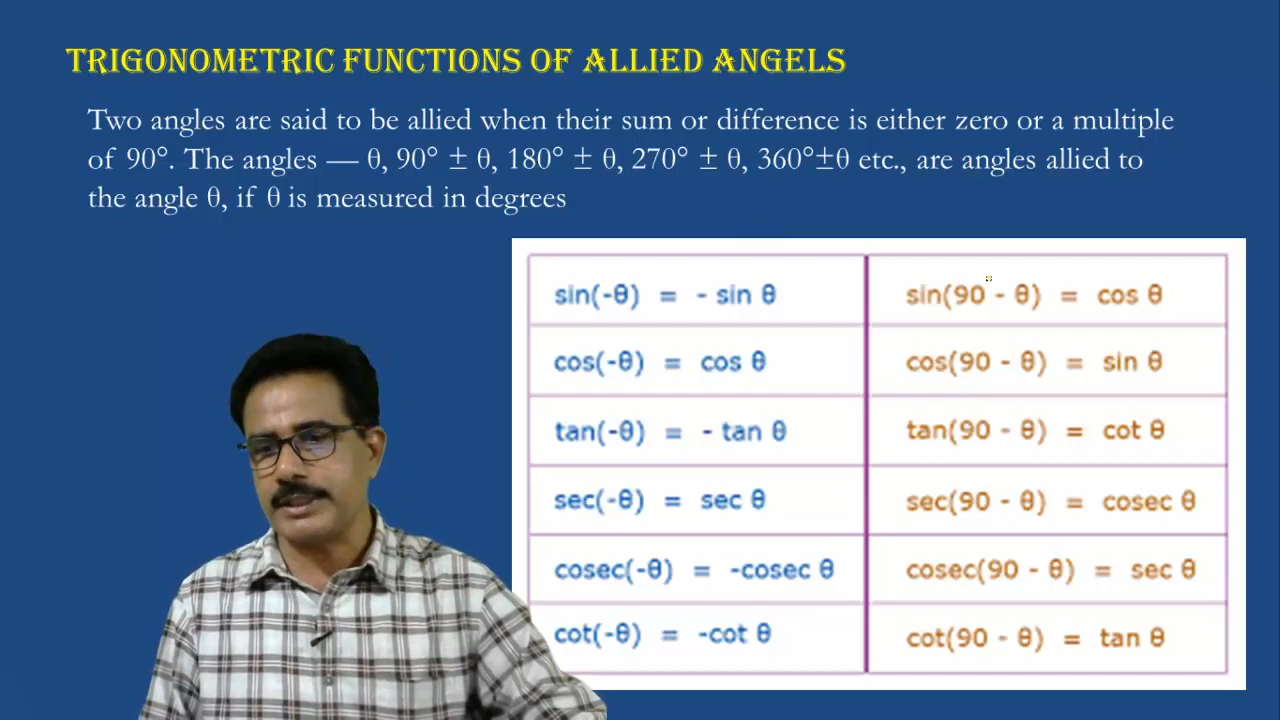 TRIGONOMETRIC FUNCTIONS OF ALLIED ANGELS
Two angles are said to be allied when their sum or difference is either zero or a multiple
of 90°. The angles — θ, 90° ± θ, 180° ± θ, 270° ± θ, 360°±θ etc., are angles allied to
the angle θ, if θ is measured in degrees
sin(-θ) = - sin θ
sin(90 - θ) = cos θ
cos(-θ) = cos θ
cos(90 - θ) = sin θ
tan(-θ) = - tan θ
tan(90 - θ) = cot θ
sec(-θ) = sec θ
sec(90 - θ) = cosec θ
cosec(-θ) = -cosec θ
cosec(90 - θ) = sec θ
cot(-θ) = -cot θ
cot(90 - θ) = tan θ